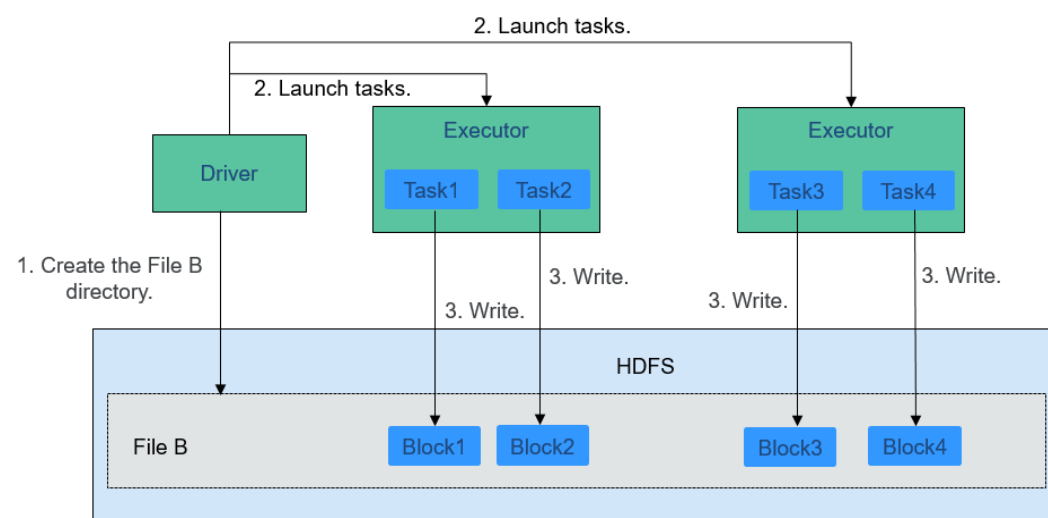 2. Launch tasks.
2. Launch tasks.
Executor
Executor
Driver
Task1
Task2
Task3
Task4
1. Create the File B
directory.
3. Write.
3. Write.
3. Write.
3. Write.
HDFS
File B
Block1
Block2
Block3
Block4